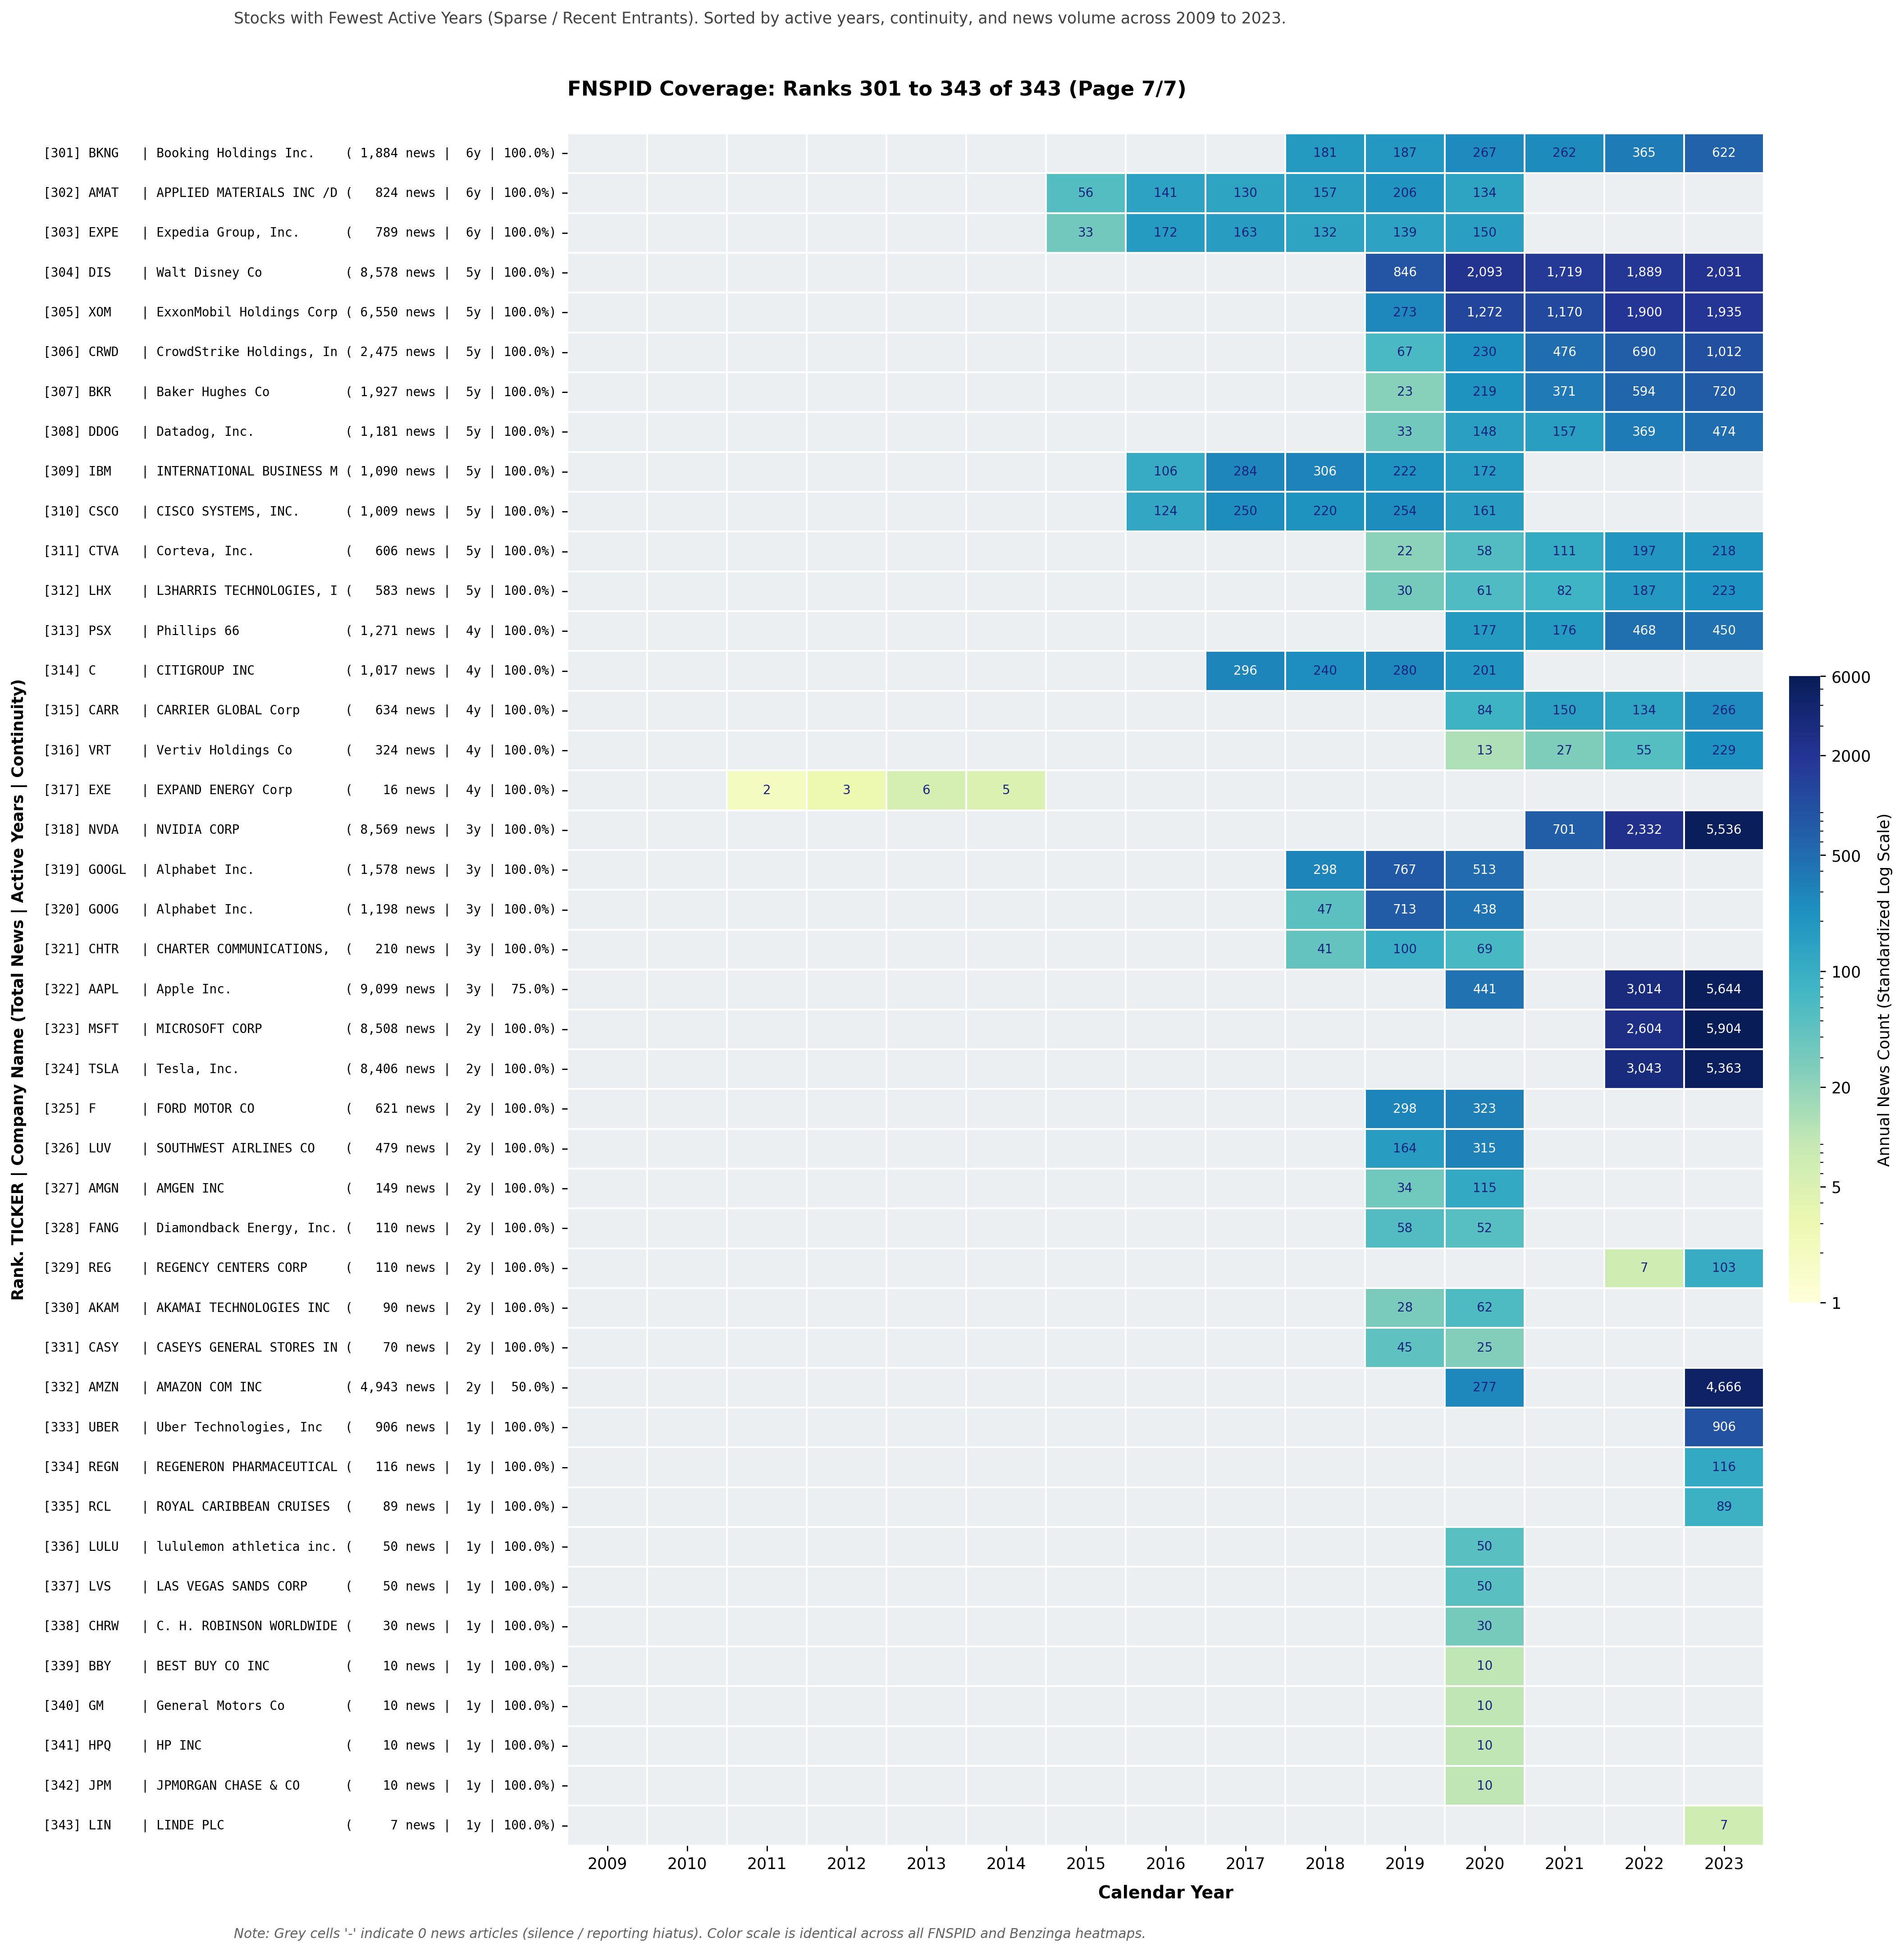 Stocks with Fewest Active Years (Sparse / Recent Entrants). Sorted by active years, continuity, and news volume across 2009 to 2023.
FNSPID Coverage: Ranks 301 to 343 of 343 (Page 7/7)
Rank. TICKER | Company Name (Total News | Active Years | Continuity)
[301] BKNG | Booking Holdings Inc. ( 1,884 news | 6y | 100.0%) 181 187 267 262 365 622
[302] AMAT | APPLIED MATERIALS INC /D ( 824 news | 6y | 100.0%) 56 141 130 157 206 134
[303] EXPE | Expedia Group, Inc. ( 789 news | 6y | 100.0%) 33 172 163 132 139 150
[304] DIS | Walt Disney Co ( 8,578 news | 5y | 100.0%) 846 2,093 1,719 1,889 2,031
[305] XOM | ExxonMobil Holdings Corp ( 6,550 news | 5y | 100.0%) 273 1,272 1,170 1,900 1,935
[306] CRWD | CrowdStrike Holdings, In ( 2,475 news | 5y | 100.0%) 67 230 476 690 1,012
[307] BKR | Baker Hughes Co ( 1,927 news | 5y | 100.0%) 23 219 371 594 720
[308] DDOG | Datadog, Inc. ( 1,181 news | 5y | 100.0%) 33 148 157 369 474
[309] IBM | INTERNATIONAL BUSINESS M ( 1,090 news | 5y | 100.0%) 106 284 306 222 172
[310] CSCO | CISCO SYSTEMS, INC. ( 1,009 news | 5y | 100.0%) 124 250 220 254 161
[311] CTVA | Corteva, Inc. ( 606 news | 5y | 100.0%) 22 58 111 197 218
[312] LHX | L3HARRIS TECHNOLOGIES, I ( 583 news | 5y | 100.0%) 30 61 82 187 223
[313] PSX | Phillips 66 ( 1,271 news | 4y | 100.0%) 177 176 468 450
[314] C | CITIGROUP INC ( 1,017 news | 4y | 100.0%) 296 240 280 201
[315] CARR | CARRIER GLOBAL Corp ( 634 news | 4y | 100.0%) 84 150 134 266
[316] VRT | Vertiv Holdings Co ( 324 news | 4y | 100.0%) 13 27 55 229
[317] EXE | EXPAND ENERGY Corp ( 16 news | 4y | 100.0%) 2 3 6 5
[318] NVDA | NVIDIA CORP ( 8,569 news | 3y | 100.0%) 701 2,332 5,536
[319] GOOGL | Alphabet Inc. ( 1,578 news | 3y | 100.0%) 298 767 513
[320] GOOG | Alphabet Inc. ( 1,198 news | 3y | 100.0%) 47 713 438
[321] CHTR | CHARTER COMMUNICATIONS, ( 210 news | 3y | 100.0%) 41 100 69
[322] AAPL | Apple Inc. ( 9,099 news | 3y | 75.0%) 441 3,014 5,644
[323] MSFT | MICROSOFT CORP ( 8,508 news | 2y | 100.0%) 2,604 5,904
[324] TSLA | Tesla, Inc. ( 8,406 news | 2y | 100.0%) 3,043 5,363
[325] F | FORD MOTOR CO ( 621 news | 2y | 100.0%) 298 323
[326] LUV | SOUTHWEST AIRLINES CO ( 479 news | 2y | 100.0%) 164 315
[327] AMGN | AMGEN INC ( 149 news | 2y | 100.0%) 34 115
[328] FANG | Diamondback Energy, Inc. ( 110 news | 2y | 100.0%) 58 52
[329] REG | REGENCY CENTERS CORP ( 110 news | 2y | 100.0%) 7 103
[330] AKAM | AKAMAI TECHNOLOGIES INC ( 90 news | 2y | 100.0%) 28 62
[331] CASY | CASEYS GENERAL STORES IN ( 70 news | 2y | 100.0%) 45 25
[332] AMZN | AMAZON COM INC ( 4,943 news | 2y | 50.0%) 277 4,666
[333] UBER | Uber Technologies, Inc ( 906 news | 1y | 100.0%) 906
[334] REGN | REGENERON PHARMACEUTICAL ( 116 news | 1y | 100.0%) 116
[335] RCL | ROYAL CARIBBEAN CRUISES ( 89 news | 1y | 100.0%) 89
[336] LULU | lululemon athletica inc. ( 50 news | 1y | 100.0%) 50
[337] LVS | LAS VEGAS SANDS CORP ( 50 news | 1y | 100.0%) 50
[338] CHRW | C. H. ROBINSON WORLDWIDE ( 30 news | 1y | 100.0%) 30
[339] BBY | BEST BUY CO INC ( 10 news | 1y | 100.0%) 10
[340] GM | General Motors Co ( 10 news | 1y | 100.0%) 10
[341] HPQ | HP INC ( 10 news | 1y | 100.0%) 10
[342] JPM | JPMORGAN CHASE & CO ( 10 news | 1y | 100.0%) 10
[343] LIN | LINDE PLC ( 7 news | 1y | 100.0%) 7
2009 2010 2011 2012 2013 2014 2015 2016 2017 2018 2019 2020 2021 2022 2023
Calendar Year
6000
2000
500
100
20
5
1
Annual News Count (Standardized Log Scale)
Note: Grey cells '-' indicate 0 news articles (silence / reporting hiatus). Color scale is identical across all FNSPID and Benzinga heatmaps.